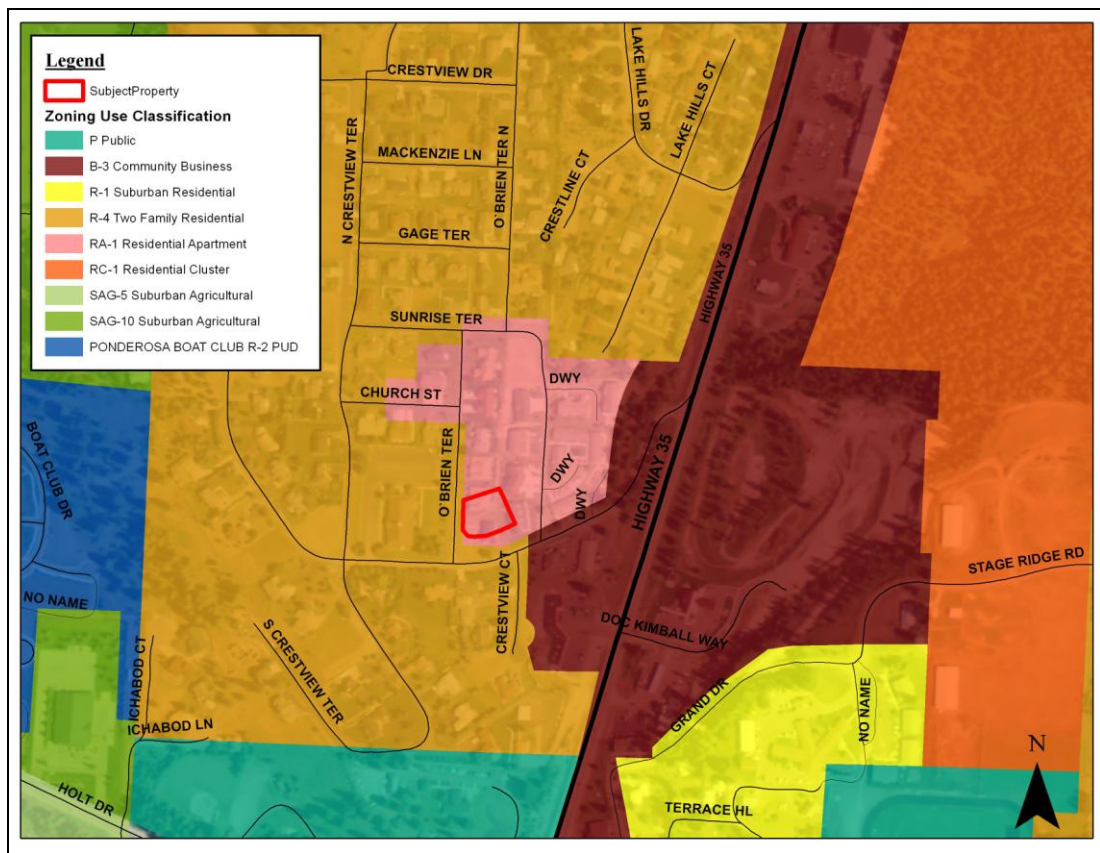 Legend
SubjectProperty
Zoning Use Classification
P Public
B-3 Community Business
R-1 Suburban Residential
R-4 Two Family Residential
RA-1 Residential Apartment
RC-1 Residential Cluster
SAG-5 Suburban Agricultural
SAG-10 Suburban Agricultural
PONDEROSA BOAT CLUB R-2 PUD
CRESTVIEW DR
LAKE HILLS DR
LAKE HILLS CT
MACKENZIE LN
N CRESTVIEW TER
O`BRIEN TER N
CRESTLINE CT
GAGE TER
HIGHWAY 35
SUNRISE TER
DWY
CHURCH ST
O`BRIEN TER
DWY
DWY
HIGHWAY 35
BOAT CLUB DR
STAGE RIDGE RD
NO NAME
CRESTVIEW CT
DOC KIMBALL WAY
S CRESTVIEW TER
ICHABOD CT
GRAND DR
NO NAME
ICHABOD LN
N
HOLT DR
TERRACE HL